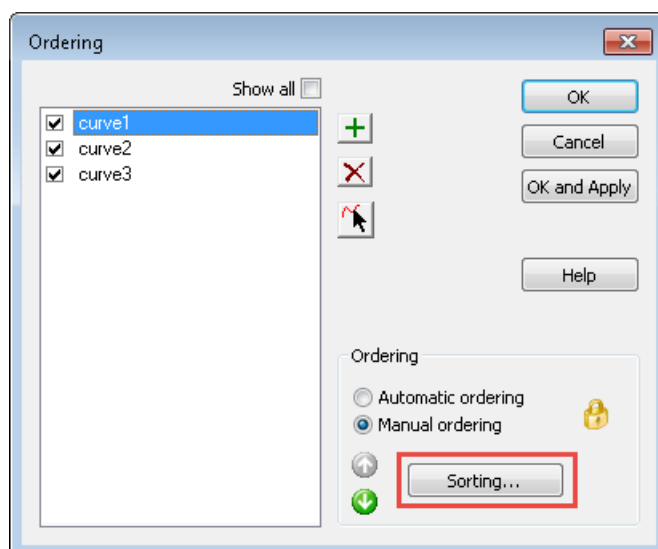 Ordering
Show all
curve1
curve2
curve3
OK
Cancel
OK and Apply
Help
Ordering
Automatic ordering
Manual ordering
Sorting...